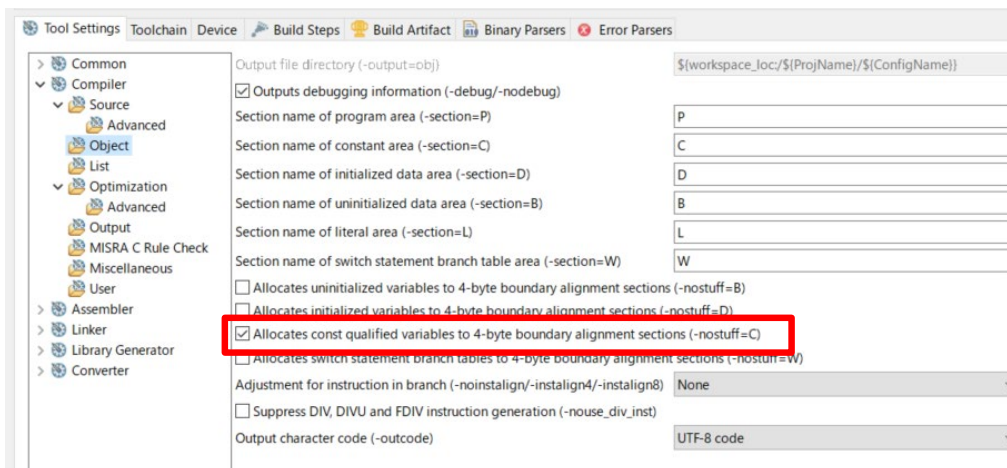 Tool Settings Toolchain Device Build Steps Build Artifact Binary Parsers Error Parsers
Common
Compiler
Source
Advanced
Object
List
Optimization
Advanced
Output
MISRA C Rule Check
Miscellaneous
User
Assembler
Linker
Library Generator
Converter
Output file directory (-output=obj) ${workspace_loc:/${ProjName}/${ConfigName}}
Outputs debugging information (-debug/-nodebug)
Section name of program area (-section=P) P
Section name of constant area (-section=C) C
Section name of initialized data area (-section=D) D
Section name of uninitialized data area (-section=B) B
Section name of literal area (-section=L) L
Section name of switch statement branch table area (-section=W) W
Allocates uninitialized variables to 4-byte boundary alignment sections (-nostuff=B)
Allocates initialized variables to 4-byte boundary alignment sections (-nostuff=D)
Allocates const qualified variables to 4-byte boundary alignment sections (-nostuff=C)
Allocates switch statement branch tables to 4-byte boundary alignment sections (-nostuff=W)
Adjustment for instruction in branch (-noinstalign/-instalign4/-instalign8) None
Suppress DIV, DIVU and FDIV instruction generation (-nouse_div_inst)
Output character code (-outcode) UTF-8 code